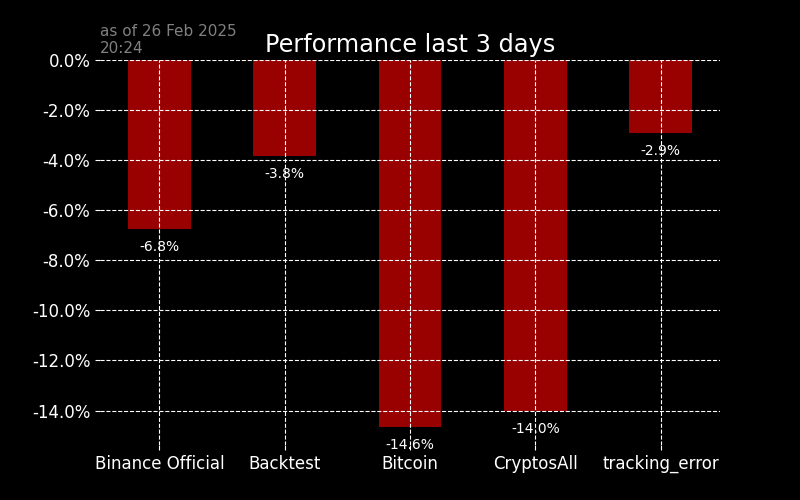 as of 26 Feb 2025
20:24
Performance last 3 days
0.0%
-2.0%
-4.0%
-6.0%
-8.0%
-10.0%
-12.0%
-14.0%
-6.8%
-3.8%
-14.6%
-14.0%
-2.9%
Binance Official
Backtest
Bitcoin
CryptosAll
tracking_error